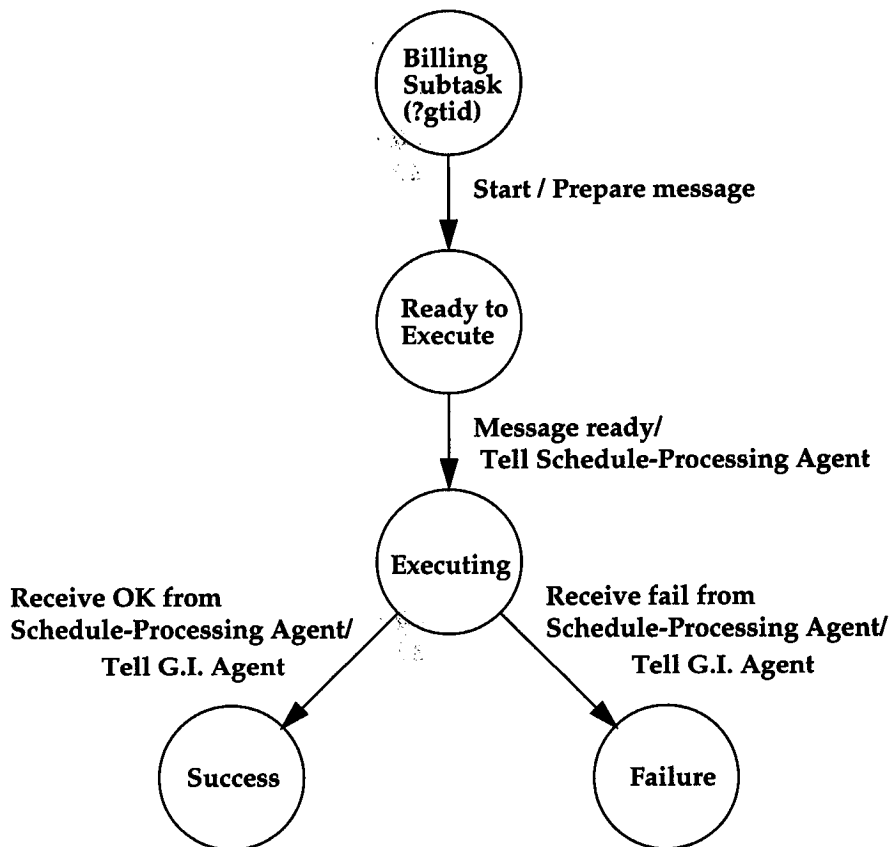 Billing
Subtask
(?gtid)
Start / Prepare message
Ready to
Execute
Message ready/
Tell Schedule-Processing Agent
Executing
Receive OK from
Schedule-Processing Agent/
Tell G.I. Agent
Receive fail from
Schedule-Processing Agent/
Tell G.I. Agent
Success
Failure